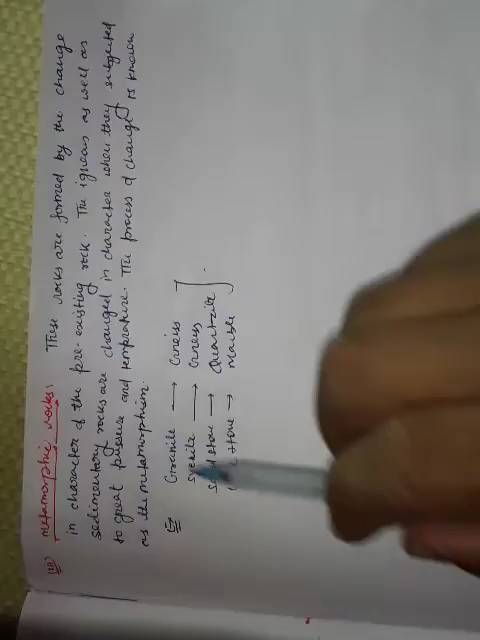 (iii) metamorphic rocks: These rocks are formed by the change
in character of the pre-existing rock. The igneous as well as
sedimentary rocks are changed in character when they subjected
to great pressure and temprature. The process of change is known
as the metamorphism.
Eg Granite → Gneiss
Syenite → Gneiss
Sandstone → Quartzite
stone → Marble